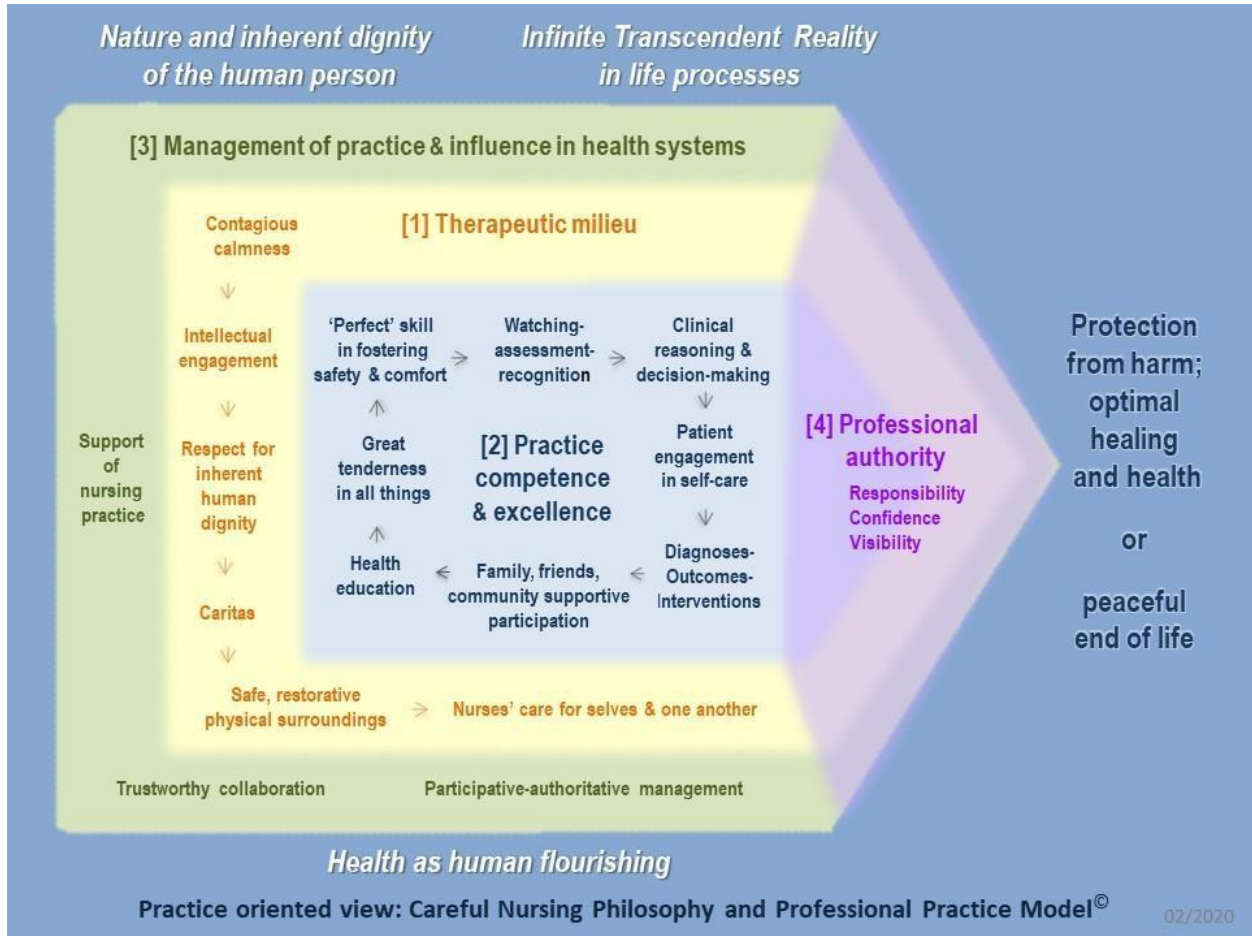 Nature and inherent dignity
of the human person
Infinite Transcendent Reality
in life processes
[3] Management of practice & influence in health systems
[1] Therapeutic milieu
Contagious
calmness
Intellectual
engagement
Respect for
inherent
human
dignity
Caritas
Safe, restorative
physical surroundings
Nurses’ care for selves & one another
‘Perfect’ skill
in fostering
safety & comfort
Watching-
assessment-
recognition
Clinical
reasoning &
decision-making
Patient
engagement
in self-care
Diagnoses-
Outcomes-
Interventions
Family, friends,
community supportive
participation
Health
education
Great
tenderness
in all things
[2] Practice
competence
& excellence
Support
of
nursing
practice
Trustworthy collaboration
Participative-authoritative management
[4] Professional
authority
Responsibility
Confidence
Visibility
Protection
from harm;
optimal
healing
and health
or
peaceful
end of life
Health as human flourishing
Practice oriented view: Careful Nursing Philosophy and Professional Practice Model©
02/2020